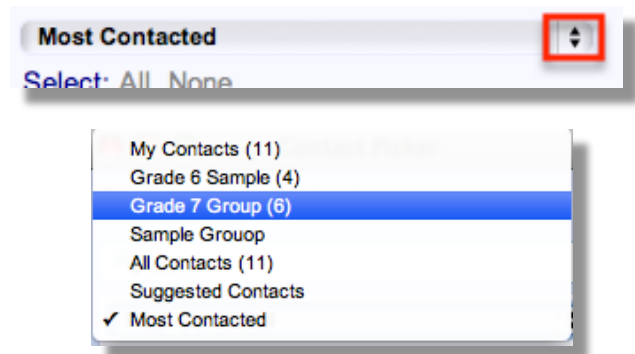 Most Contacted
Select: All, None
My Contacts (11)
Grade 6 Sample (4)
Grade 7 Group (6)
Sample Grouop
All Contacts (11)
Suggested Contacts
✓ Most Contacted